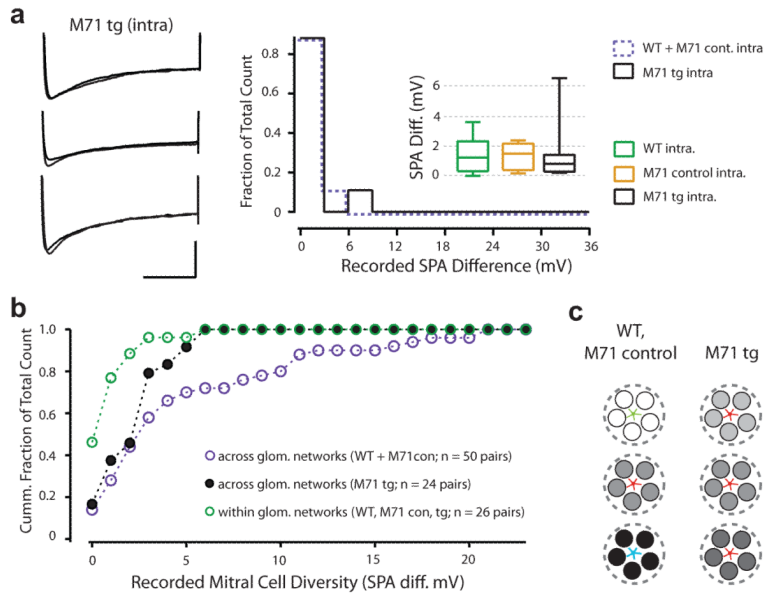 a
M71 tg (intra)
Fraction of Total Count
0.8
0.6
0.4
0.2
0
0
6
12
18
24
30
36
Recorded SPA Difference (mV)
SPA Diff. (mV)
6
4
2
0
WT + M71 cont. intra
M71 tg intra
WT intra.
M71 control intra.
M71 tg intra.
b
Cumm. Fraction of Total Count
1.0
0.8
0.6
0.4
0.2
0
0
5
10
15
20
Recorded Mitral Cell Diversity (SPA diff. mV)
across glom. networks (WT + M71con; n = 50 pairs)
across glom. networks (M71 tg; n = 24 pairs)
within glom. networks (WT, M71 con, tg; n = 26 pairs)
c
WT,
M71 control
M71 tg